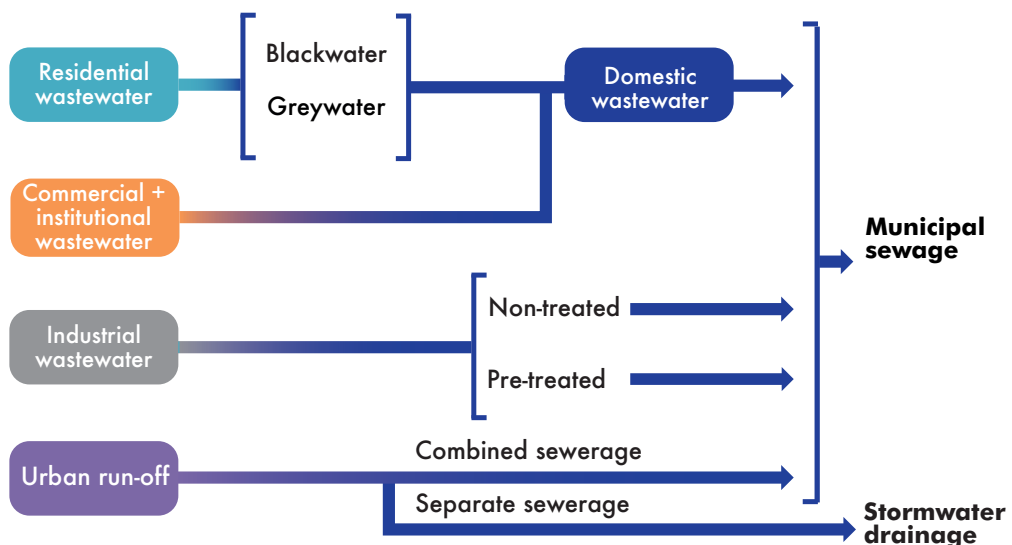 Residential
wastewater
Blackwater
Greywater
Domestic
wastewater
Commercial +
institutional
wastewater
Municipal
sewage
Industrial
wastewater
Non-treated
Pre-treated
Urban run-off
Combined sewerage
Separate sewerage
Stormwater
drainage